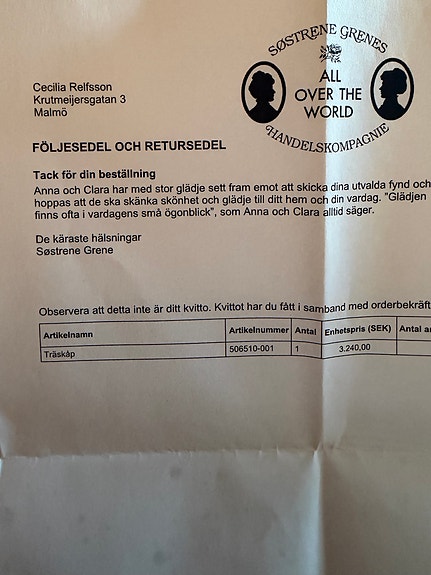 SØSTRENE GRENES
ALL
OVER THE
WORLD
HANDELSKOMPAGNIE
Cecilia Relfsson
Krutmeijersgatan 3
Malmö
FÖLJESEDEL OCH RETURSEDEL
Tack för din beställning
Anna och Clara har med stor glädje sett fram emot att skicka dina utvalda fynd och
hoppas att de ska skänka skönhet och glädje till ditt hem och din vardag. "Glädjen
finns ofta i vardagens små ögonblick", som Anna och Clara alltid säger.
De käraste hälsningar
Søstrene Grene
Observera att detta inte är ditt kvitto. Kvittot har du fått i samband med orderbekräft
Artikelnamn Artikelnummer Antal Enhetspris (SEK) Antal a
Träskåp 506510-001 1 3.240,00